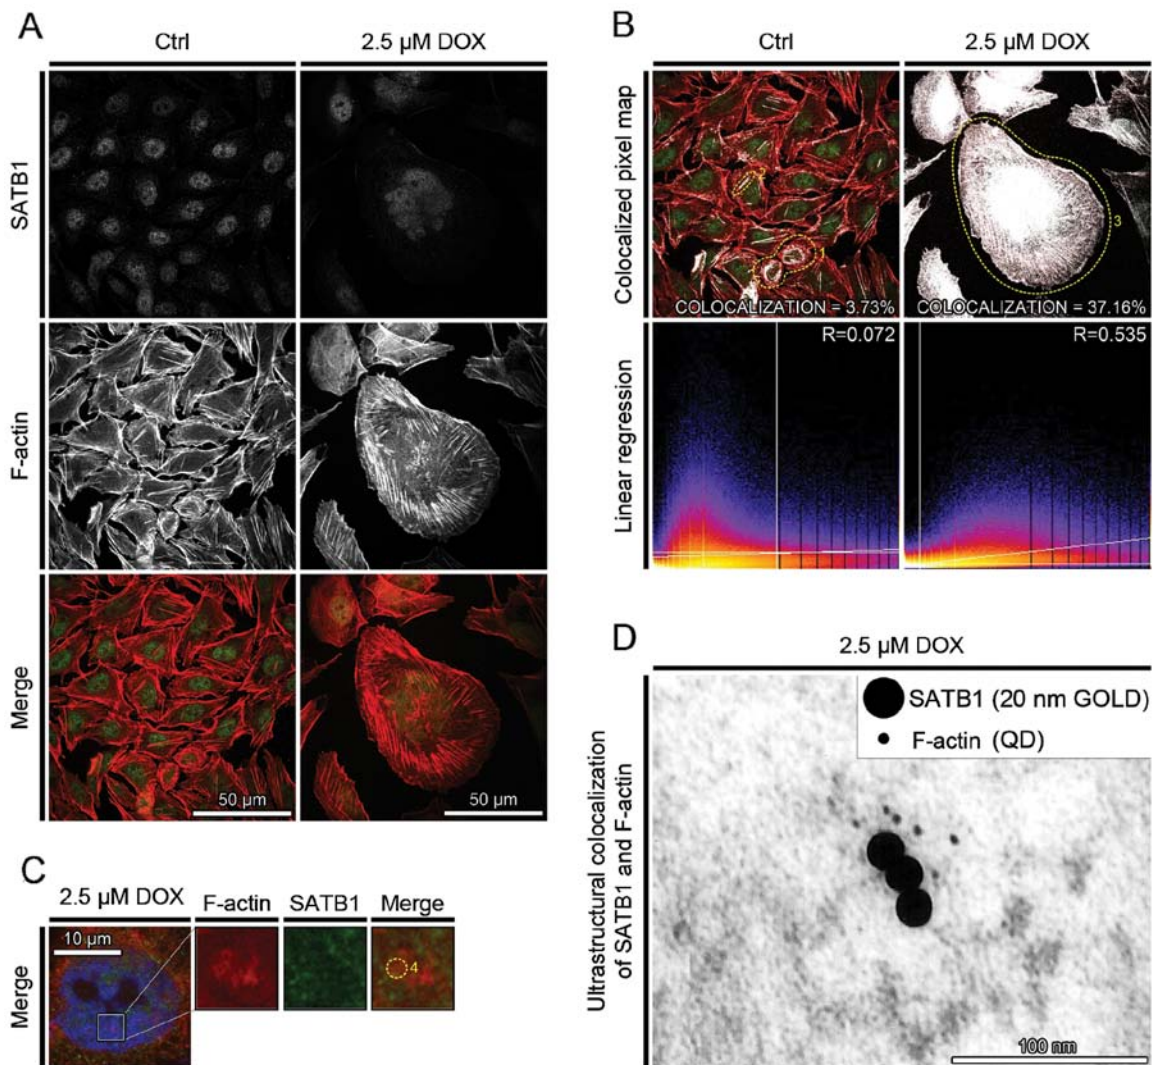 A
Ctrl
2.5 µM DOX
SATB1
F-actin
Merge
50 µm
50 µm
B
Ctrl
2.5 µM DOX
Colocalized pixel map
3
COLOCALIZATION = 3.73%
COLOCALIZATION = 37.16%
Linear regression
R=0.072
R=0.535
C
2.5 µM DOX
F-actin
SATB1
Merge
Merge
10 µm
4
D
2.5 µM DOX
Ultrastructural colocalization
of SATB1 and F-actin
SATB1 (20 nm GOLD)
F-actin (QD)
100 nm